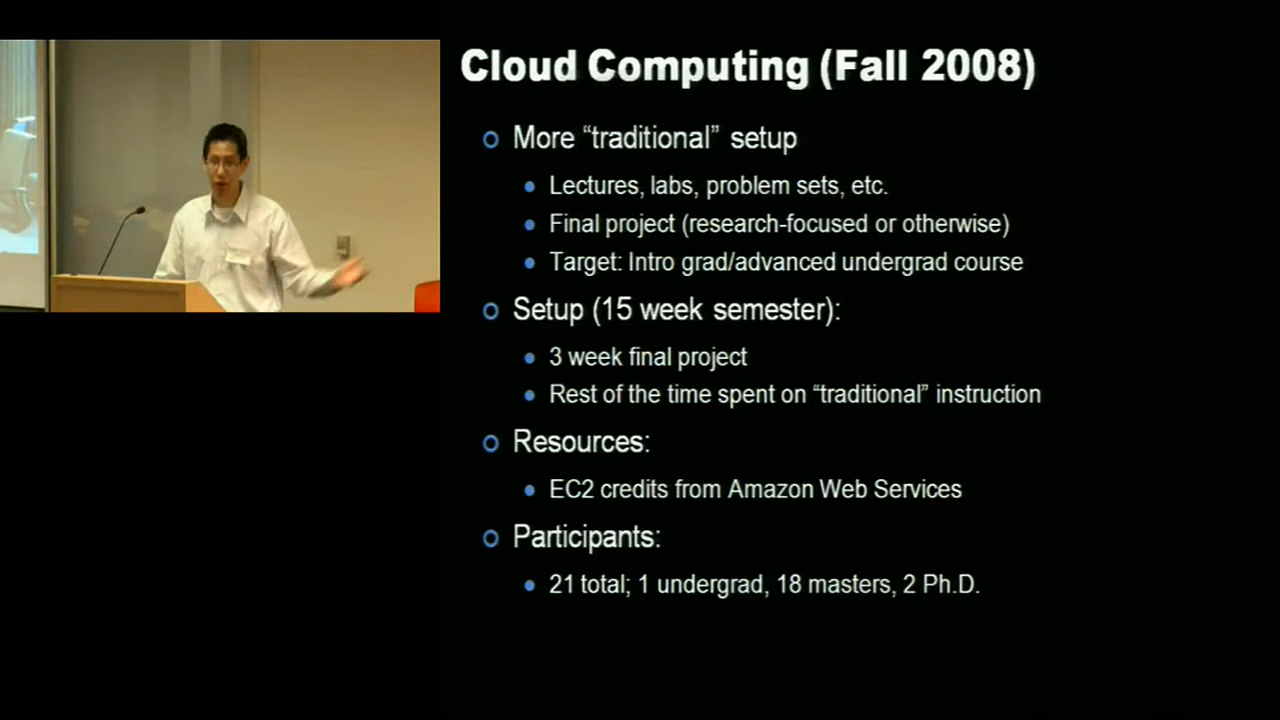 Cloud Computing (Fall 2008)
More “traditional” setup
Lectures, labs, problem sets, etc.
Final project (research-focused or otherwise)
Target: Intro grad/advanced undergrad course
Setup (15 week semester):
3 week final project
Rest of the time spent on “traditional” instruction
Resources:
EC2 credits from Amazon Web Services
Participants:
21 total; 1 undergrad, 18 masters, 2 Ph.D.